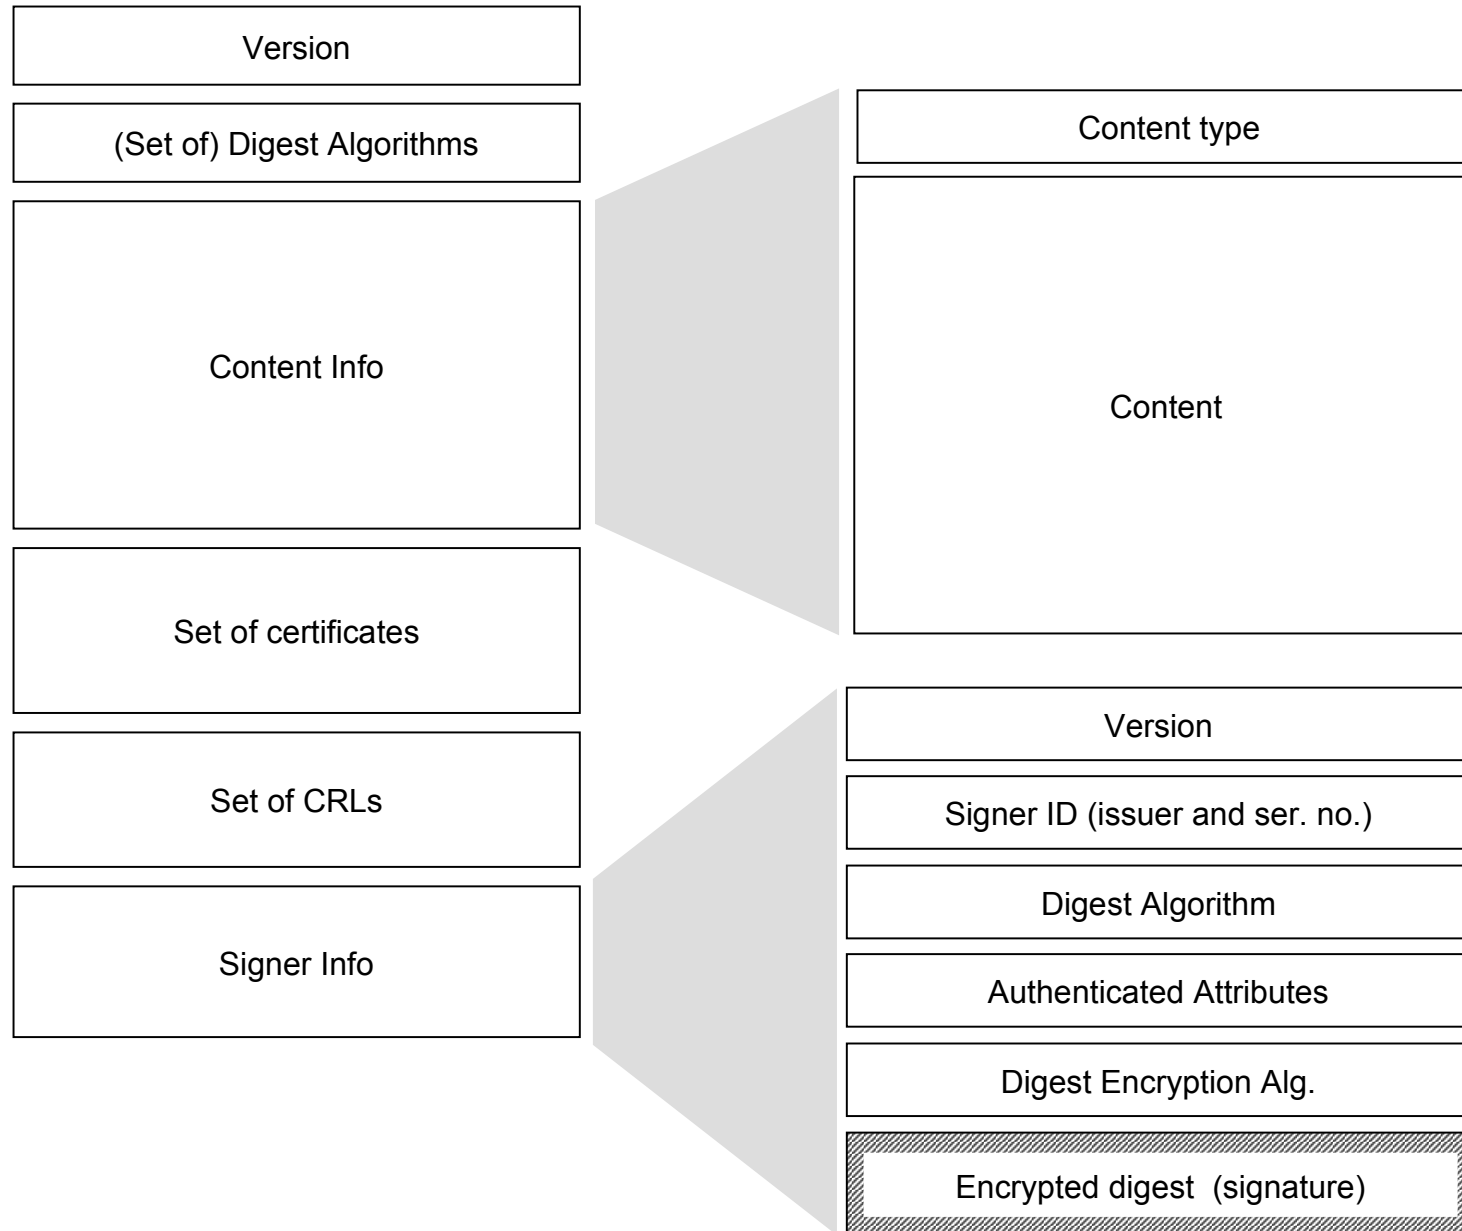 Version
(Set of) Digest Algorithms
Content Info
Set of certificates
Set of CRLs
Signer Info
Content type
Content
Version
Signer ID (issuer and ser. no.)
Digest Algorithm
Authenticated Attributes
Digest Encryption Alg.
Encrypted digest (signature)